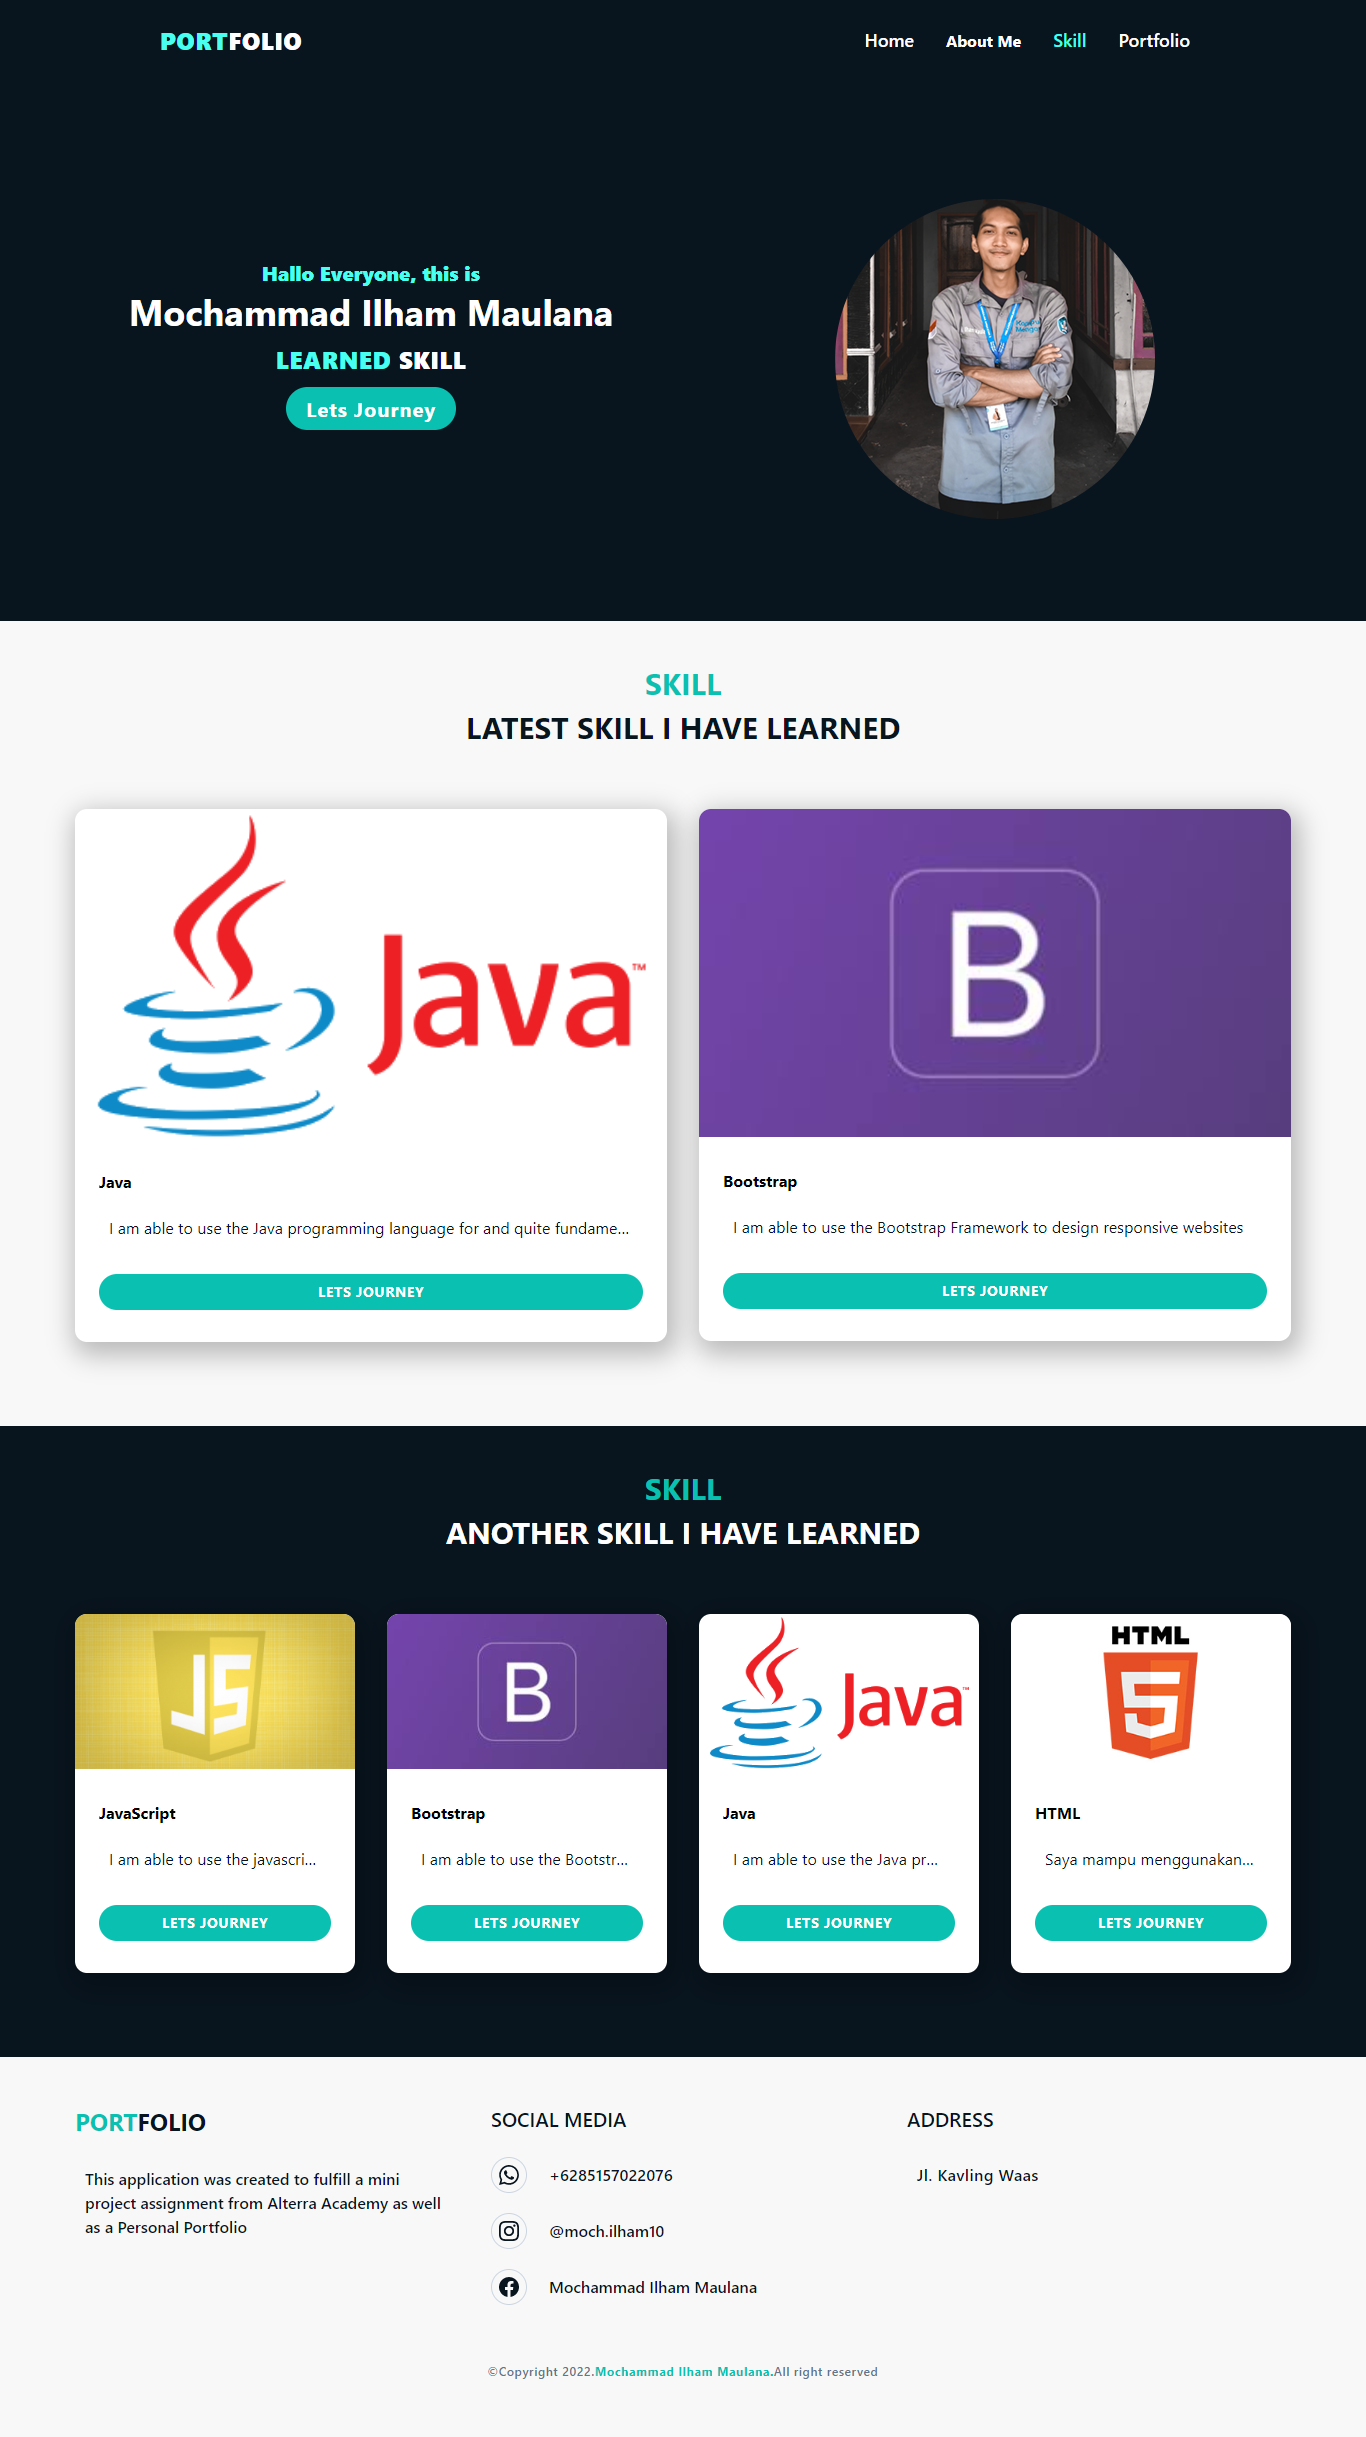 PORTFOLIO
Home About Me Skill Portfolio
Hallo Everyone, this is
Mochammad Ilham Maulana
LEARNED SKILL
Lets Journey
SKILL
LATEST SKILL I HAVE LEARNED
Java™
B
Java
I am able to use the Java programming language for and quite fundame...
LETS JOURNEY
Bootstrap
I am able to use the Bootstrap Framework to design responsive websites
LETS JOURNEY
SKILL
ANOTHER SKILL I HAVE LEARNED
JS
JavaScript
I am able to use the javascri...
LETS JOURNEY
B
Bootstrap
I am able to use the Bootstr...
LETS JOURNEY
Java™
Java
I am able to use the Java pr...
LETS JOURNEY
HTML
5
HTML
Saya mampu menggunakan...
LETS JOURNEY
PORTFOLIO
This application was created to fulfill a mini
project assignment from Alterra Academy as well
as a Personal Portfolio
SOCIAL MEDIA
+6285157022076
@moch.ilham10
Mochammad Ilham Maulana
ADDRESS
Jl. Kavling Waas
©Copyright 2022.Mochammad Ilham Maulana.All right reserved